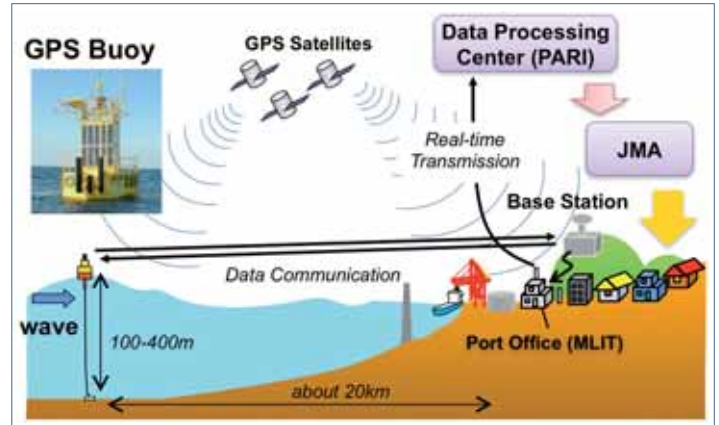 GPS Buoy
GPS Satellites
Data Processing
Center (PARI)
Real-time
Transmission
JMA
Base Station
Data Communication
wave
100-400m
Port Office (MLIT)
about 20km